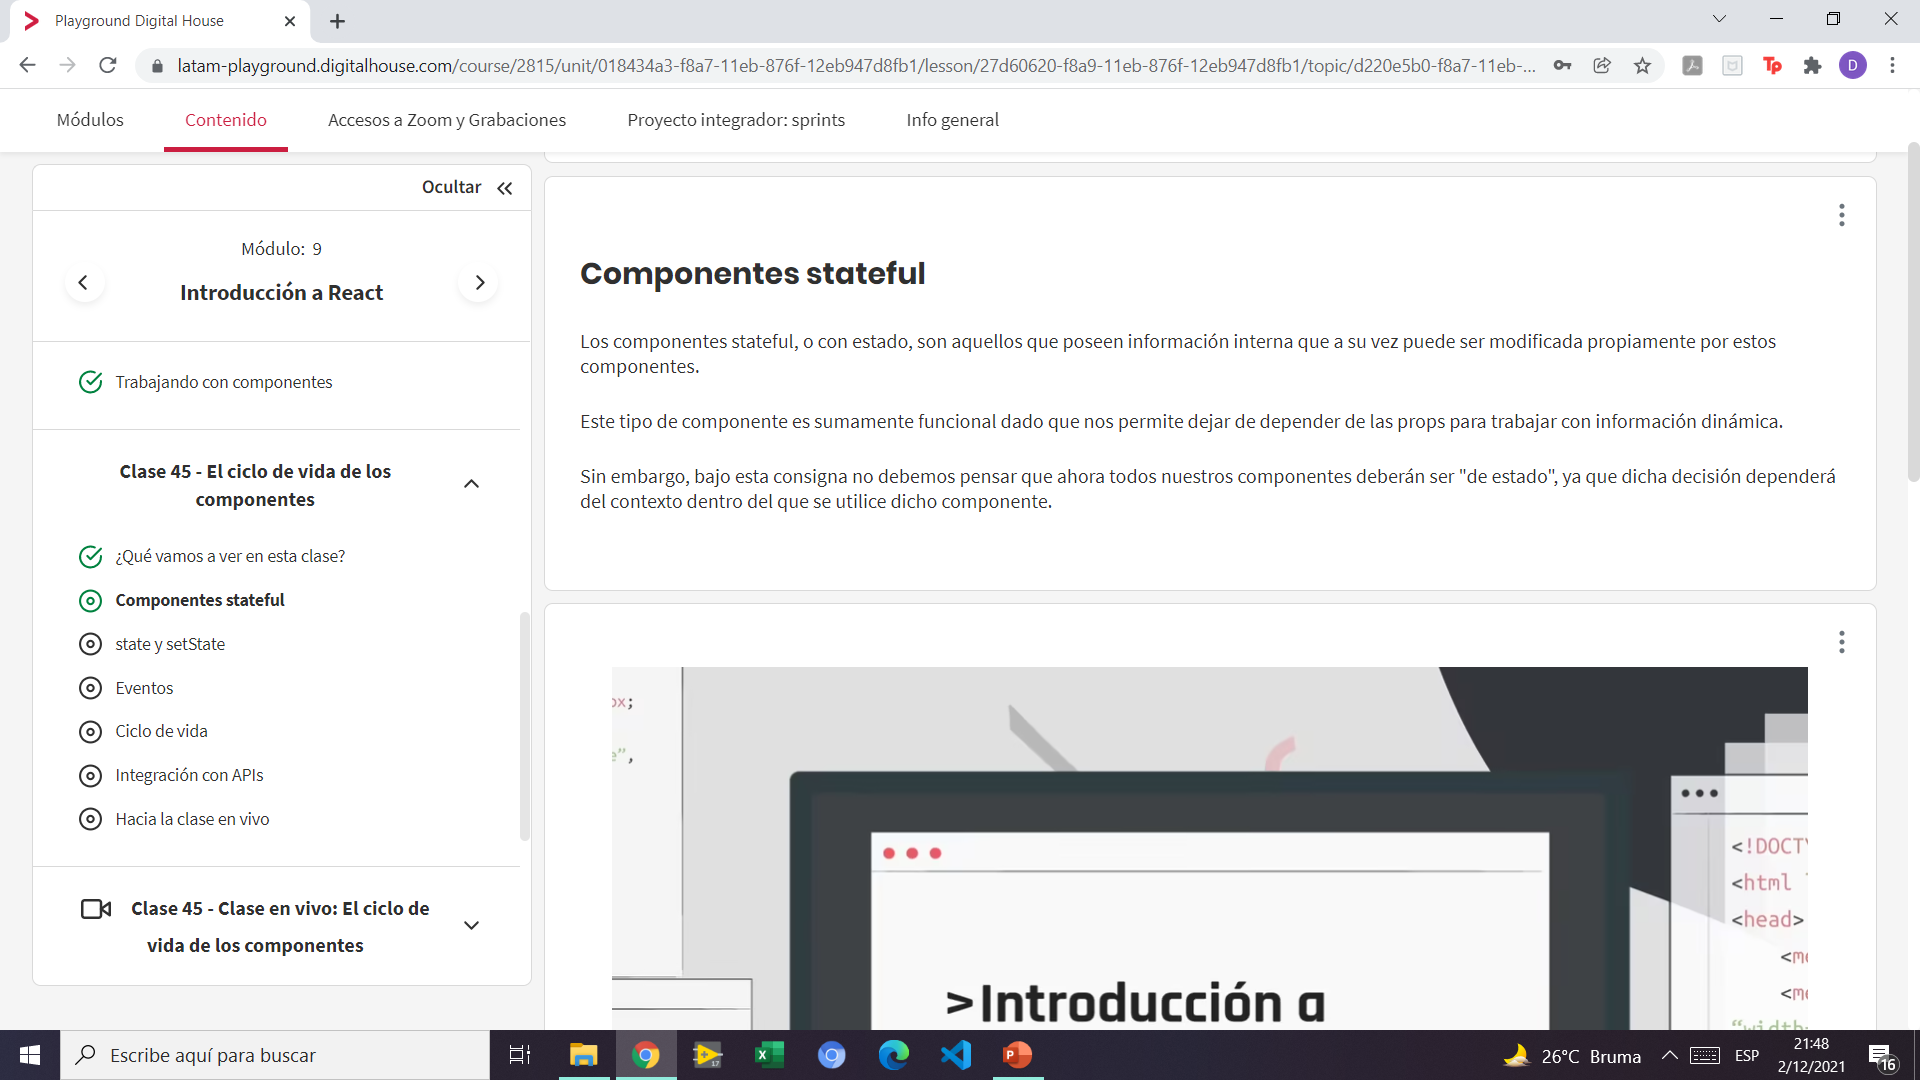 Playground Digital House
latam-playground.digitalhouse.com/course/2815/unit/018434a3-f8a7-11eb-876f-12eb947d8fb1/lesson/27d60620-f8a9-11eb-876f-12eb947d8fb1/topic/d220e5b0-f8a7-11eb-...
Tp
D
Módulos
Contenido
Accesos a Zoom y Grabaciones
Proyecto integrador: sprints
Info general
Ocultar
Módulo: 9
Introducción a React
Trabajando con componentes
Clase 45 - El ciclo de vida de los
componentes
¿Qué vamos a ver en esta clase?
Componentes stateful
state y setState
Eventos
Ciclo de vida
Integración con APIs
Hacia la clase en vivo
Clase 45 - Clase en vivo: El ciclo de
vida de los componentes
Componentes stateful
Los componentes stateful, o con estado, son aquellos que poseen información interna que a su vez puede ser modificada propiamente por estos
componentes.
Este tipo de componente es sumamente funcional dado que nos permite dejar de depender de las props para trabajar con información dinámica.
Sin embargo, bajo esta consigna no debemos pensar que ahora todos nuestros componentes deberán ser "de estado", ya que dicha decisión dependerá
del contexto dentro del que se utilice dicho componente.
>Introducción a
<!DOCTY
<html
<head>
Escribe aquí para buscar
26°C Bruma
ESP
21:48
2/12/2021
16